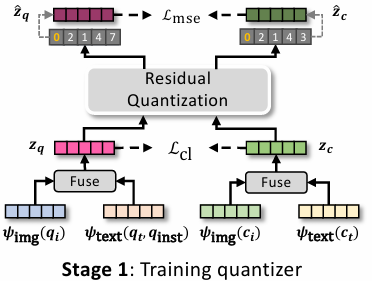 ẑq ℒmse ẑc
0 2 1 4 7 0 2 1 4 3
Residual
Quantization
zq ℒcl zc
Fuse Fuse
ψimg(qi) ψtext(qt, qinst) ψimg(ci) ψtext(ct)
Stage 1: Training quantizer